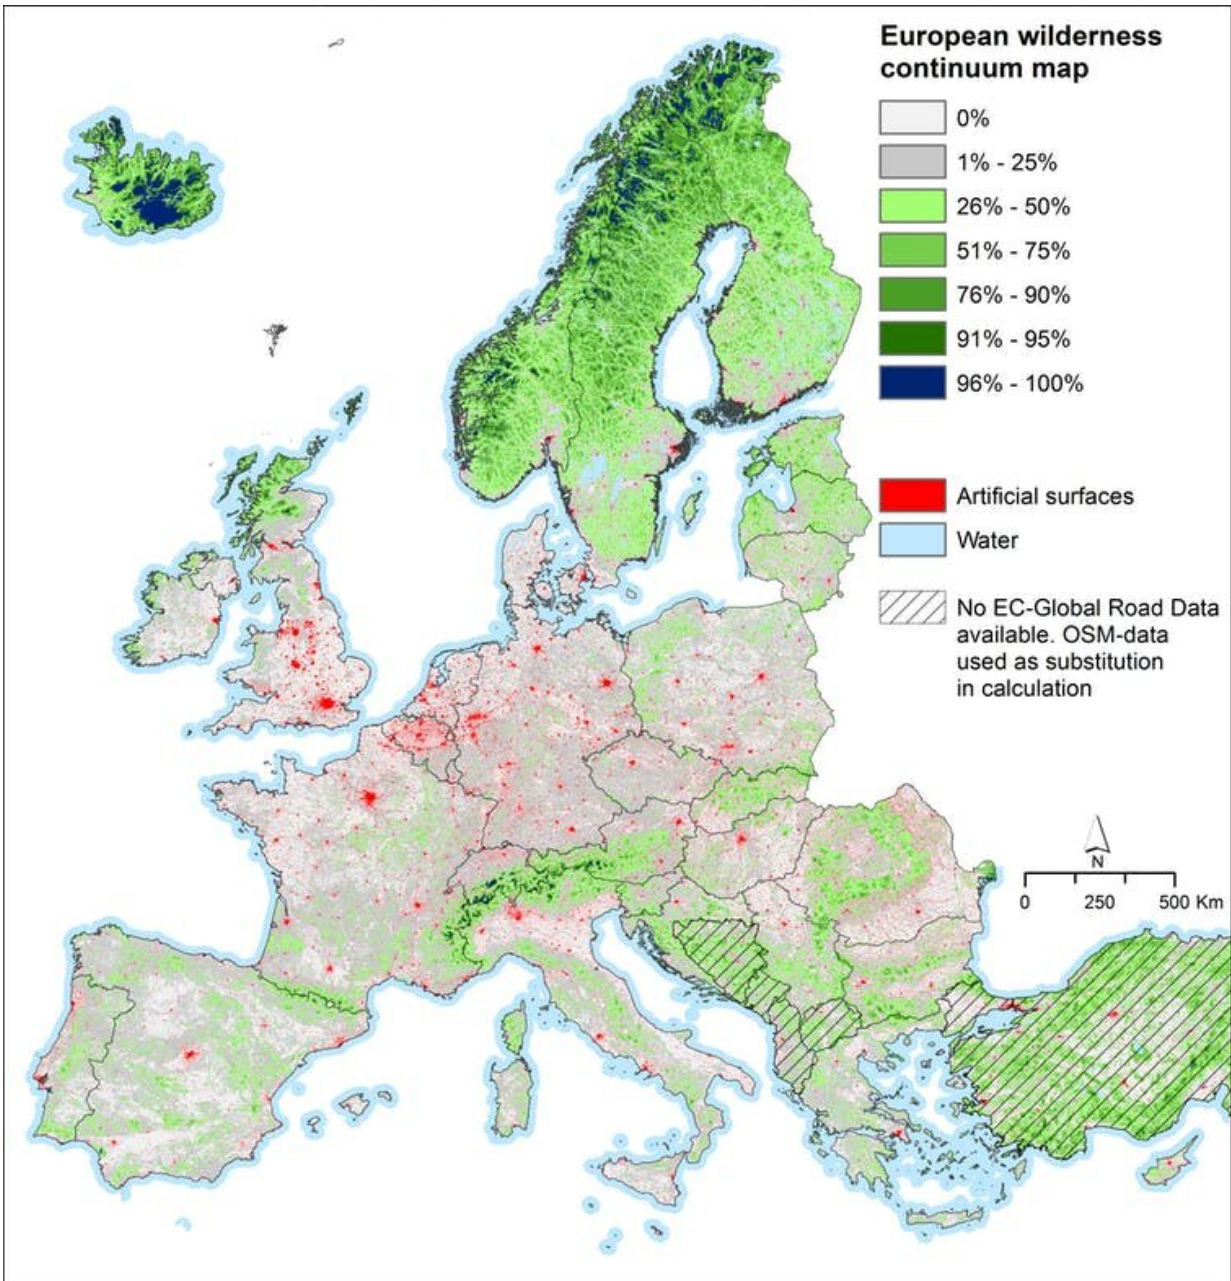 European wilderness
continuum map
0%
1% - 25%
26% - 50%
51% - 75%
76% - 90%
91% - 95%
96% - 100%
Artificial surfaces
Water
No EC-Global Road Data
available. OSM-data
used as substitution
in calculation
N
0 250 500 Km